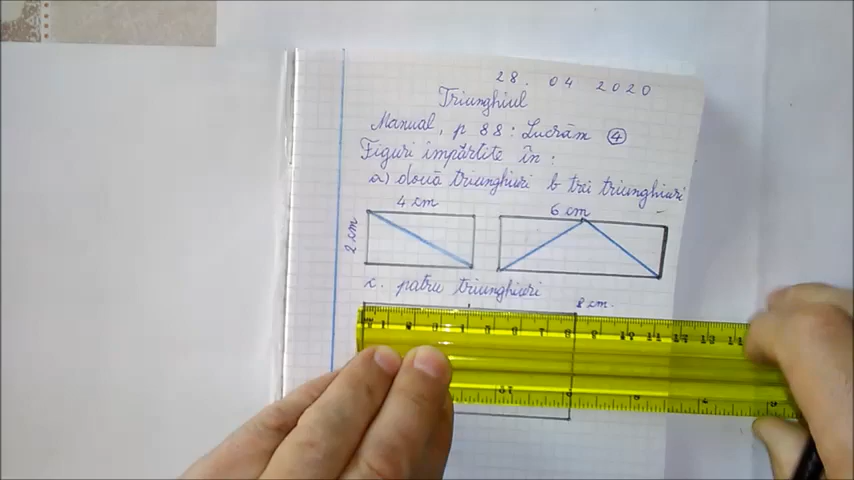 28. 04 2020
Triunghiul
Manual, p 88: Lucrăm ④
Figuri împărțite în:
a) două triunghiuri b trei triunghiuri
4 cm 6 cm
2 cm
c. patru triunghiuri
8 cm.